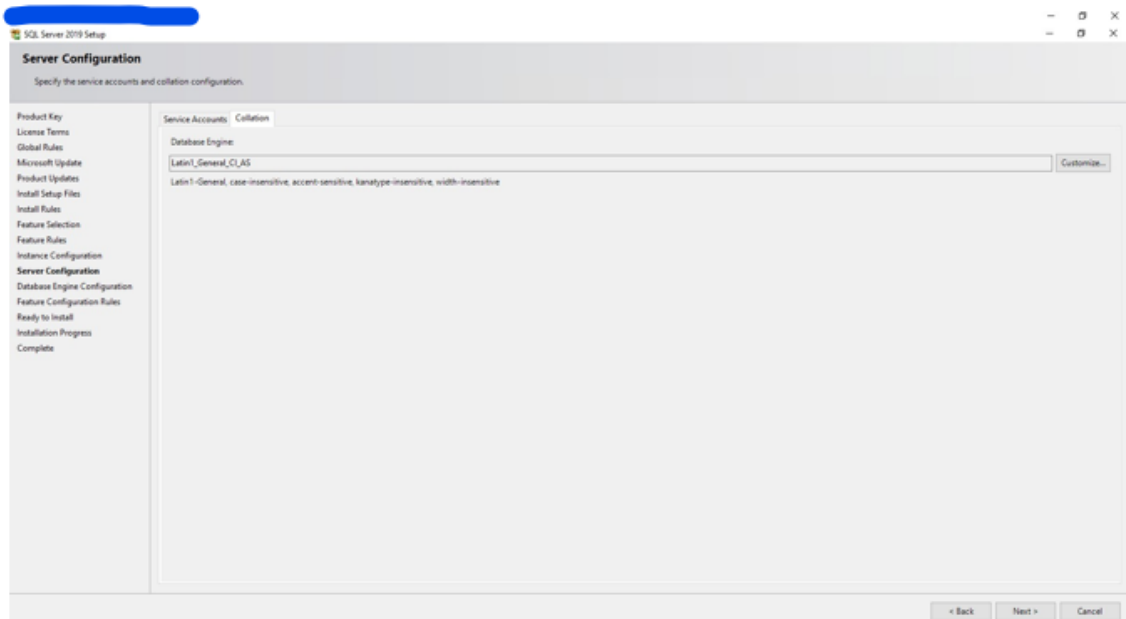 SQL Server 2019 Setup
Server Configuration
Specify the service accounts and collation configuration.
Product Key
License Terms
Global Rules
Microsoft Update
Product Updates
Install Setup Files
Install Rules
Feature Selection
Feature Rules
Instance Configuration
Server Configuration
Database Engine Configuration
Feature Configuration Rules
Ready to Install
Installation Progress
Complete
Service Accounts Collation
Database Engine:
Latin1_General_CI_AS Customize...
Latin1-General, case-insensitive, accent-sensitive, kanatype-insensitive, width-insensitive
< Back Next > Cancel